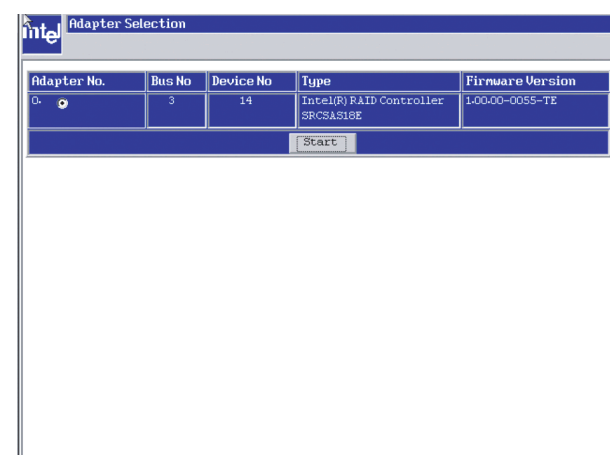 intel
Adapter Selection
Adapter No. Bus No Device No Type Firmware Version
0. 3 14 Intel(R) RAID Controller 1.00.00-0055-TE
SRCSAS18E
Start